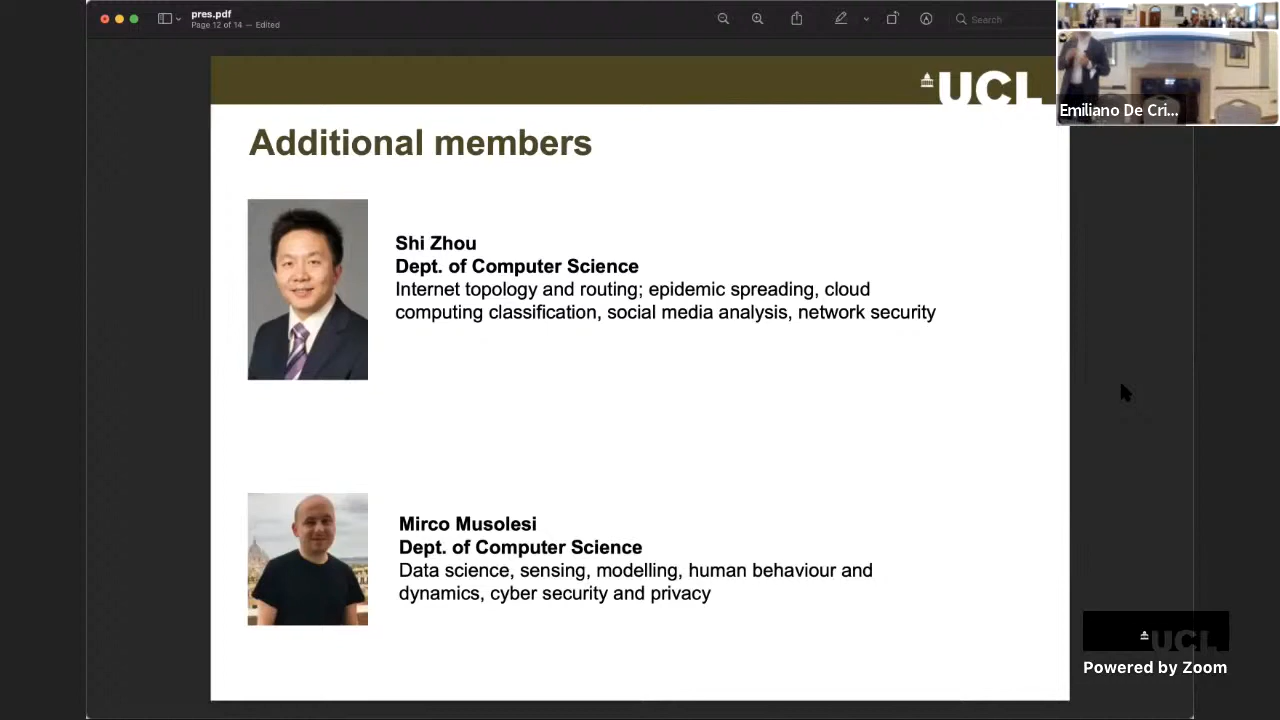 pres.pdf
Page 12 of 14 — Edited
Search
UCL
Emiliano De Cri...
Additional members
Shi Zhou
Dept. of Computer Science
Internet topology and routing; epidemic spreading, cloud
computing classification, social media analysis, network security
Mirco Musolesi
Dept. of Computer Science
Data science, sensing, modelling, human behaviour and
dynamics, cyber security and privacy
UCL
Powered by Zoom